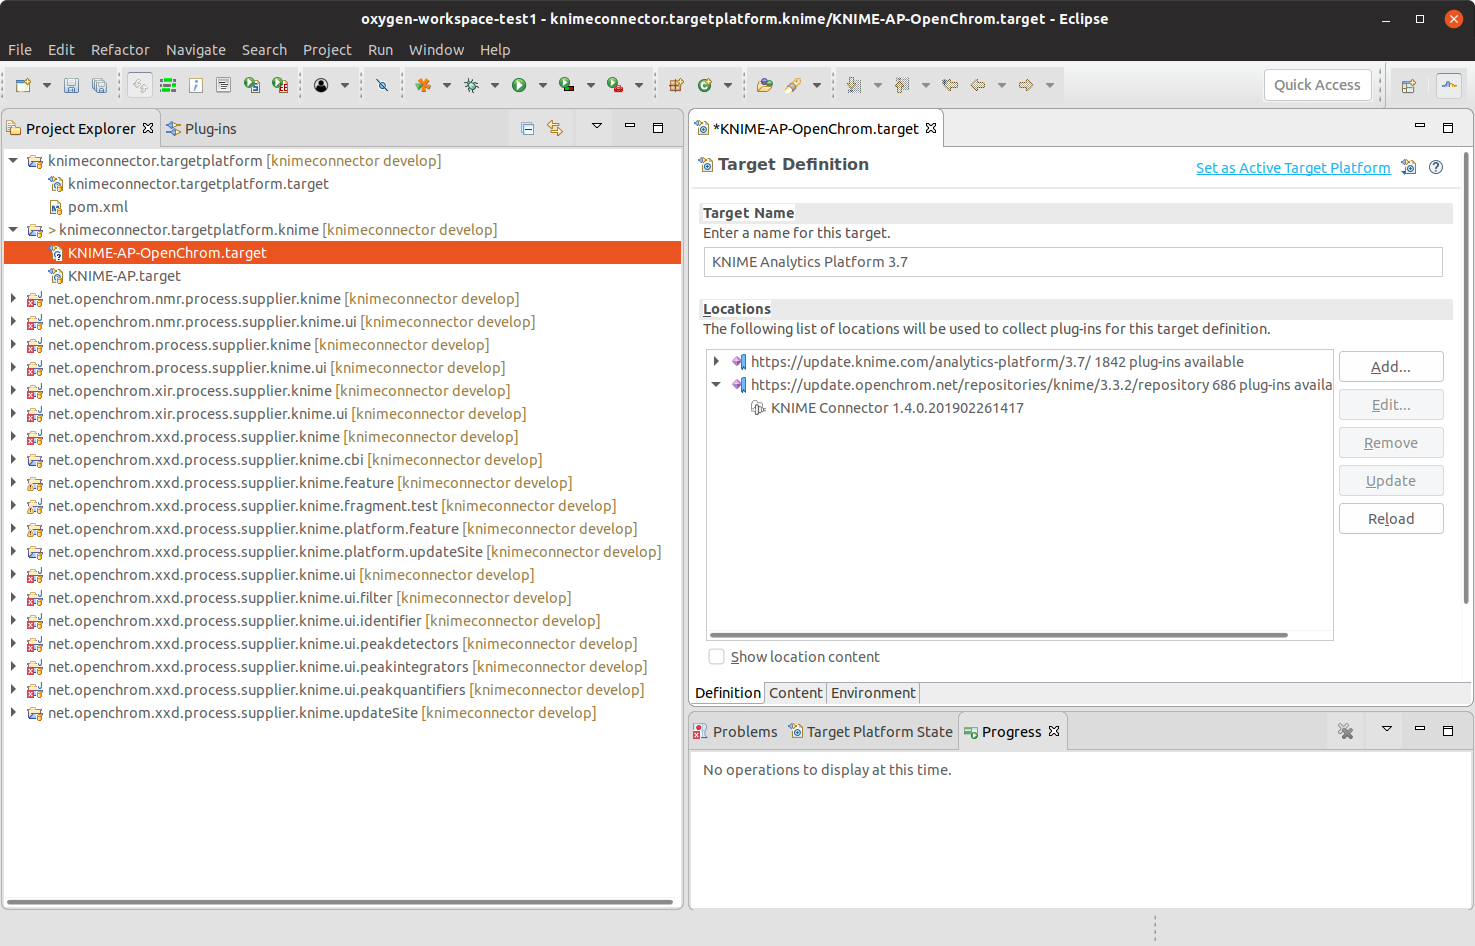 oxygen-workspace-test1 - knimeconnector.targetplatform.knime/KNIME-AP-OpenChrom.target - Eclipse
File Edit Refactor Navigate Search Project Run Window Help
Quick Access
Project Explorer Plug-ins
knimeconnector.targetplatform [knimeconnector develop]
knimeconnector.targetplatform.target
pom.xml
> knimeconnector.targetplatform.knime [knimeconnector develop]
KNIME-AP-OpenChrom.target
KNIME-AP.target
net.openchrom.nmr.process.supplier.knime [knimeconnector develop]
net.openchrom.nmr.process.supplier.knime.ui [knimeconnector develop]
net.openchrom.process.supplier.knime [knimeconnector develop]
net.openchrom.process.supplier.knime.ui [knimeconnector develop]
net.openchrom.xir.process.supplier.knime [knimeconnector develop]
net.openchrom.xir.process.supplier.knime.ui [knimeconnector develop]
net.openchrom.xxd.process.supplier.knime [knimeconnector develop]
net.openchrom.xxd.process.supplier.knime.cbi [knimeconnector develop]
net.openchrom.xxd.process.supplier.knime.feature [knimeconnector develop]
net.openchrom.xxd.process.supplier.knime.fragment.test [knimeconnector develop]
net.openchrom.xxd.process.supplier.knime.platform.feature [knimeconnector develop]
net.openchrom.xxd.process.supplier.knime.platform.updateSite [knimeconnector develop]
net.openchrom.xxd.process.supplier.knime.ui [knimeconnector develop]
net.openchrom.xxd.process.supplier.knime.ui.filter [knimeconnector develop]
net.openchrom.xxd.process.supplier.knime.ui.identifier [knimeconnector develop]
net.openchrom.xxd.process.supplier.knime.ui.peakdetectors [knimeconnector develop]
net.openchrom.xxd.process.supplier.knime.ui.peakintegrators [knimeconnector develop]
net.openchrom.xxd.process.supplier.knime.ui.peakquantifiers [knimeconnector develop]
net.openchrom.xxd.process.supplier.knime.updateSite [knimeconnector develop]
*KNIME-AP-OpenChrom.target
Target Definition
Set as Active Target Platform
Target Name
Enter a name for this target.
KNIME Analytics Platform 3.7
Locations
The following list of locations will be used to collect plug-ins for this target definition.
https://update.knime.com/analytics-platform/3.7/ 1842 plug-ins available
https://update.openchrom.net/repositories/knime/3.3.2/repository 686 plug-ins availa
KNIME Connector 1.4.0.201902261417
Add...
Edit...
Remove
Update
Reload
Show location content
Definition Content Environment
Problems Target Platform State Progress
No operations to display at this time.